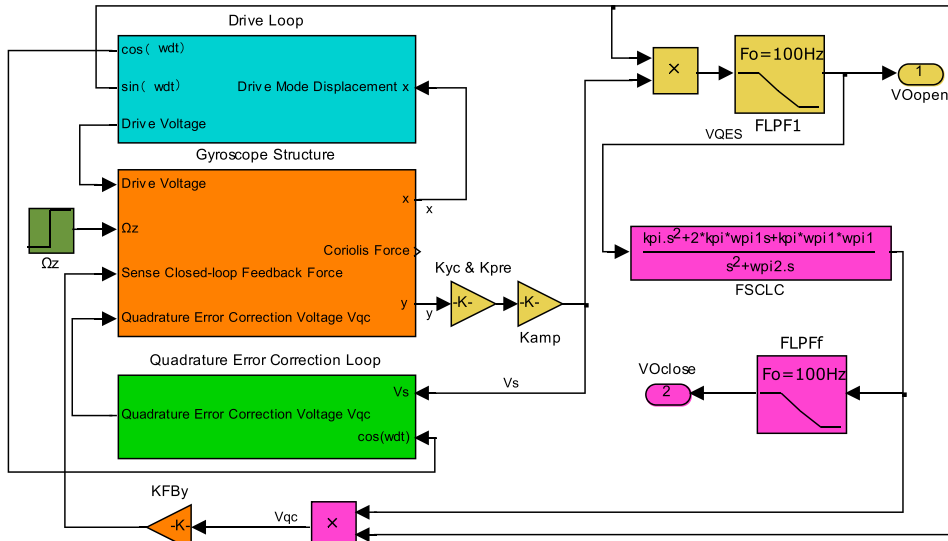 Drive Loop
cos( wdt)
sin( wdt)
Drive Mode Displacement x
Drive Voltage
Gyroscope Structure
Drive Voltage
x
x
Ωz
Ωz
Coriolis Force
Sense Closed-loop Feedback Force
y
y
Quadrature Error Correction Voltage Vqc
Kyc & Kpre
-K-
-K-
Kamp
Quadrature Error Correction Loop
Vs
Vs
Quadrature Error Correction Voltage Vqc
cos(wdt)
KFBy
-K-
Vqc
×
×
Fo=100Hz
FLPF1
1
VOopen
VQES
kpi.s²+2*kpi*wpi1s+kpi*wpi1*wpi1
s²+wpi2.s
FSCLC
FLPFf
Fo=100Hz
VOclose
2